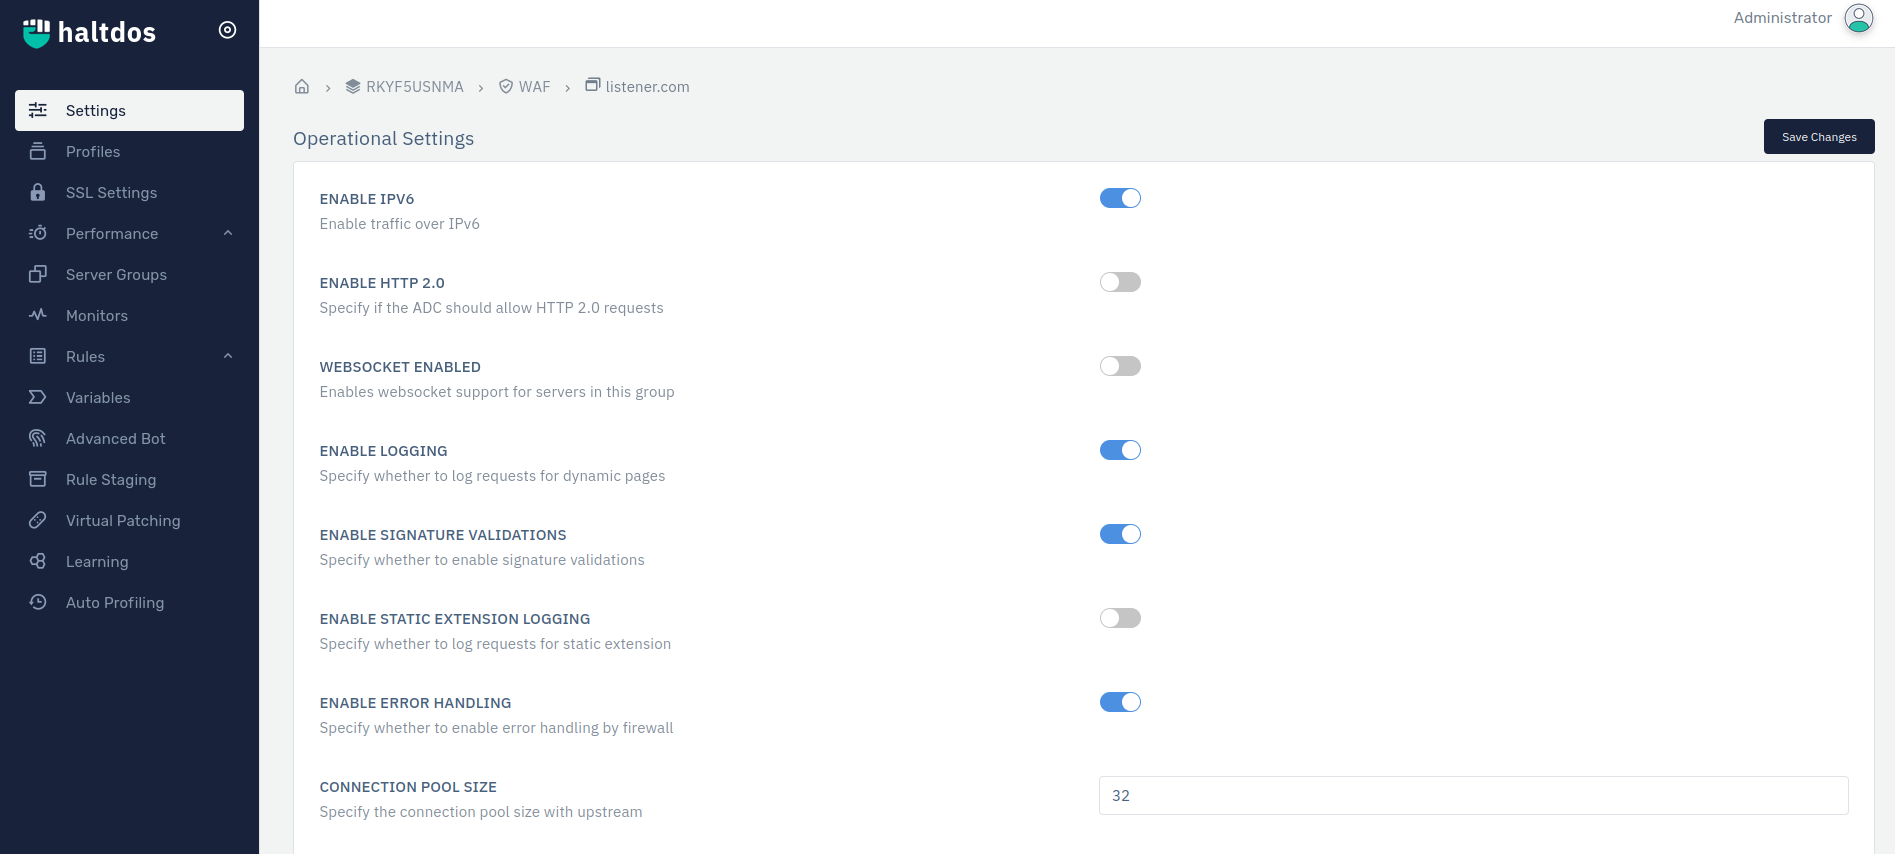 haltdos
Administrator
RKYF5USNMA
WAF
listener.com
Settings
Profiles
SSL Settings
Performance
Server Groups
Monitors
Rules
Variables
Advanced Bot
Rule Staging
Virtual Patching
Learning
Auto Profiling
Operational Settings
Save Changes
ENABLE IPV6
Enable traffic over IPv6
ENABLE HTTP 2.0
Specify if the ADC should allow HTTP 2.0 requests
WEBSOCKET ENABLED
Enables websocket support for servers in this group
ENABLE LOGGING
Specify whether to log requests for dynamic pages
ENABLE SIGNATURE VALIDATIONS
Specify whether to enable signature validations
ENABLE STATIC EXTENSION LOGGING
Specify whether to log requests for static extension
ENABLE ERROR HANDLING
Specify whether to enable error handling by firewall
CONNECTION POOL SIZE
Specify the connection pool size with upstream
32